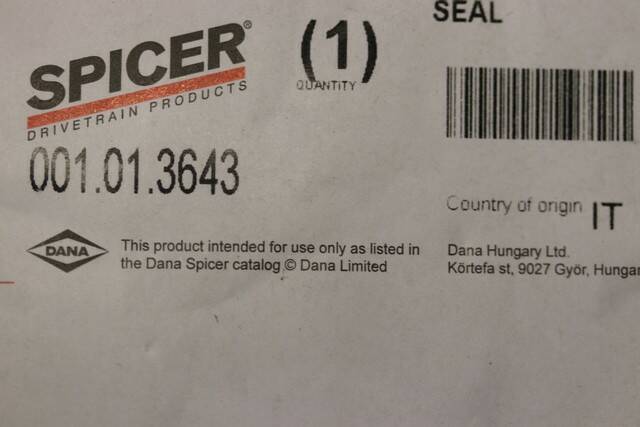 SPICER®
DRIVETRAIN PRODUCTS
(1)
QUANTITY
SEAL
001.01.3643
Country of origin IT
DANA
This product intended for use only as listed in
the Dana Spicer catalog © Dana Limited
Dana Hungary Ltd.
Körtefa st, 9027 Györ,